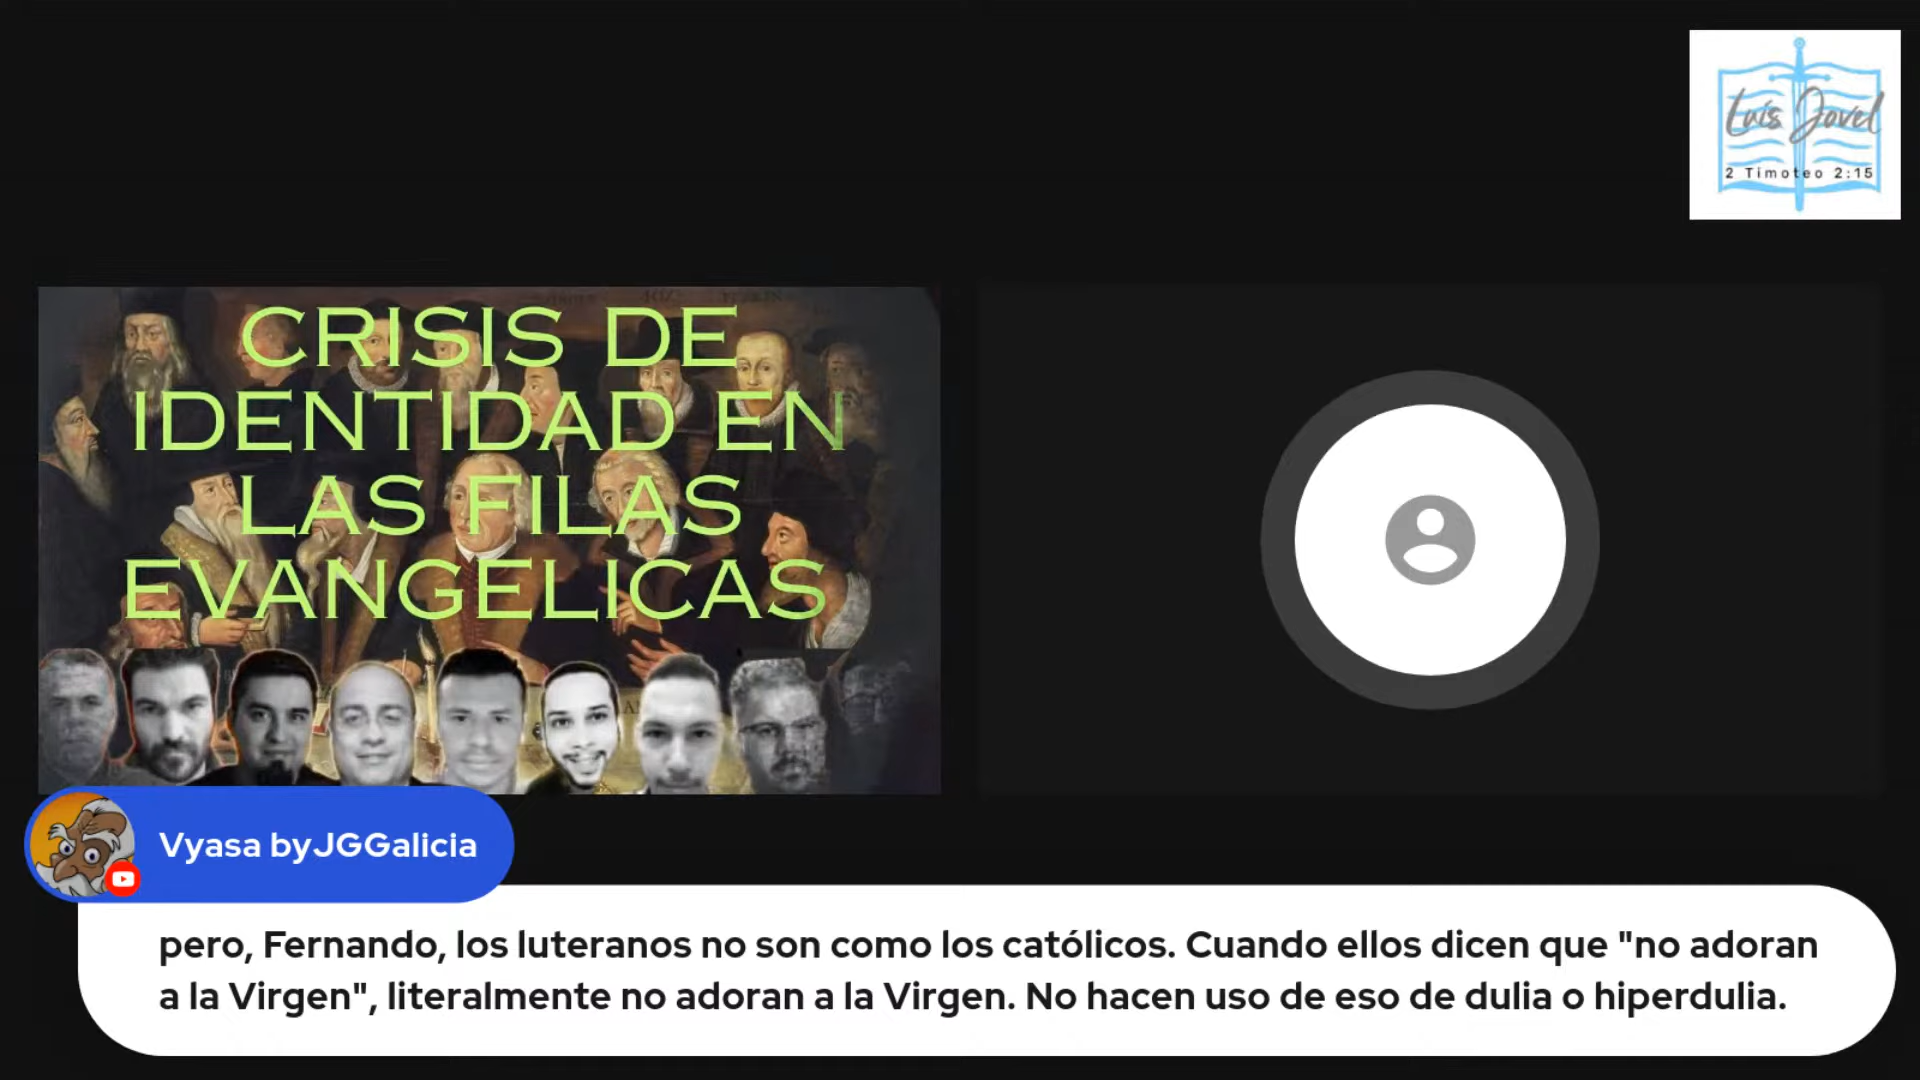 Luis Jovel
2 Timoteo 2:15
CRISIS DE
IDENTIDAD EN
LAS FILAS
EVANGELICAS
Vyasa byJGGalicia
pero, Fernando, los luteranos no son como los católicos. Cuando ellos dicen que "no adoran
a la Virgen", literalmente no adoran a la Virgen. No hacen uso de eso de dulia o hiperdulia.